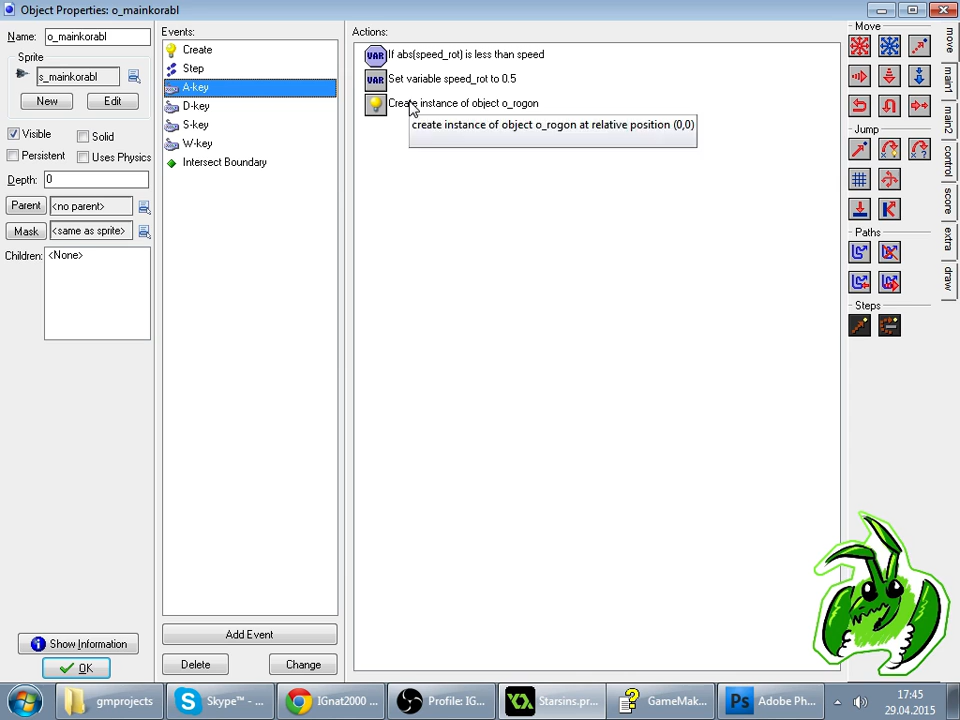 Object Properties: o_mainkorabl
Name: o_mainkorabl
Sprite
s_mainkorabl
New Edit
Visible Solid
Persistent Uses Physics
Depth: 0
Parent <no parent>
Mask <same as sprite>
Children: <None>
Show Information
OK
Events:
Create
Step
A-key
D-key
S-key
W-key
Intersect Boundary
Add Event
Delete Change
Actions:
VAR If abs(speed_rot) is less than speed
VAR Set variable speed_rot to 0.5
Create instance of object o_rogon
create instance of object o_rogon at relative position (0,0)
Move
Jump
Paths
Steps
move
main1
main2
control
score
extra
draw
gmprojects
Skype™ - ...
IGnat2000 ...
Profile: IG...
Starsins.pr...
GameMak...
Ps Adobe Ph...
17:45
29.04.2015